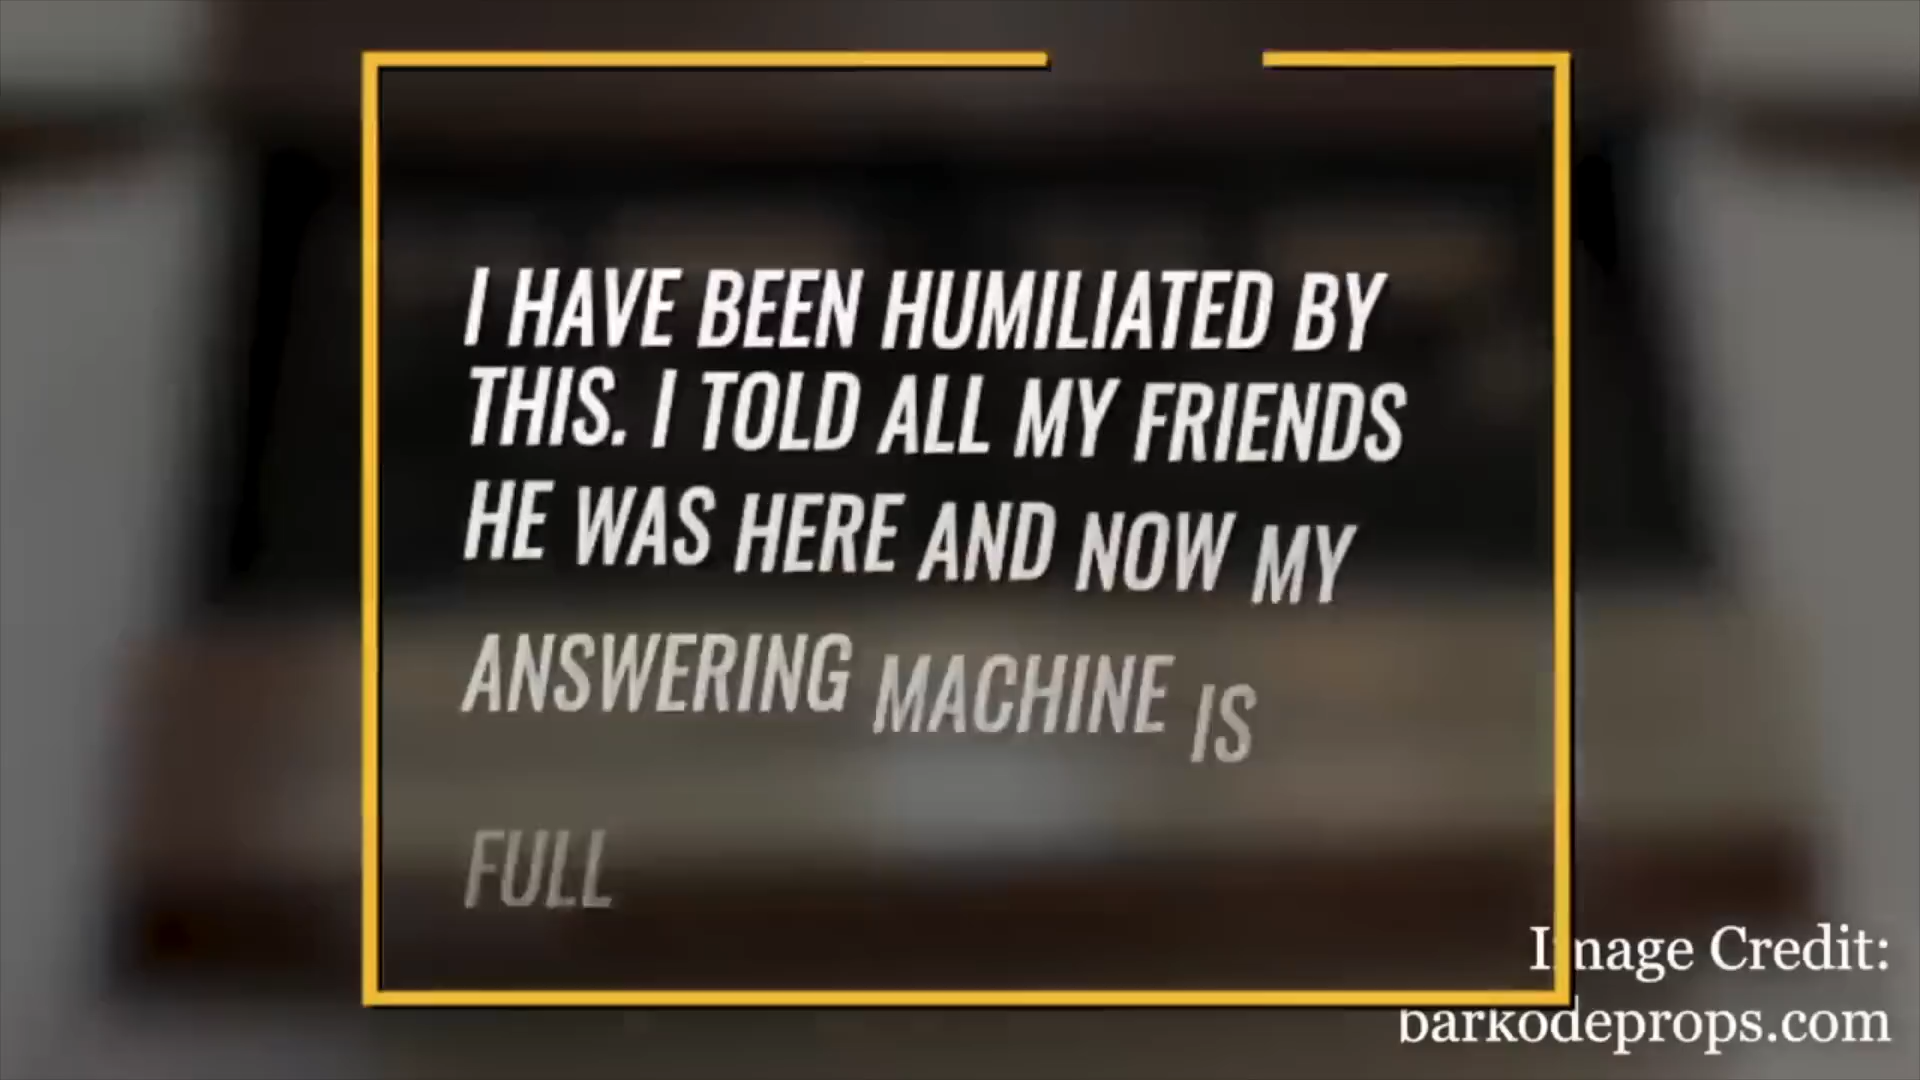 I HAVE BEEN HUMILIATED BY
THIS. I TOLD ALL MY FRIENDS
HE WAS HERE AND NOW MY
ANSWERING MACHINE IS
FULL
Image Credit:
barkodeprops.com